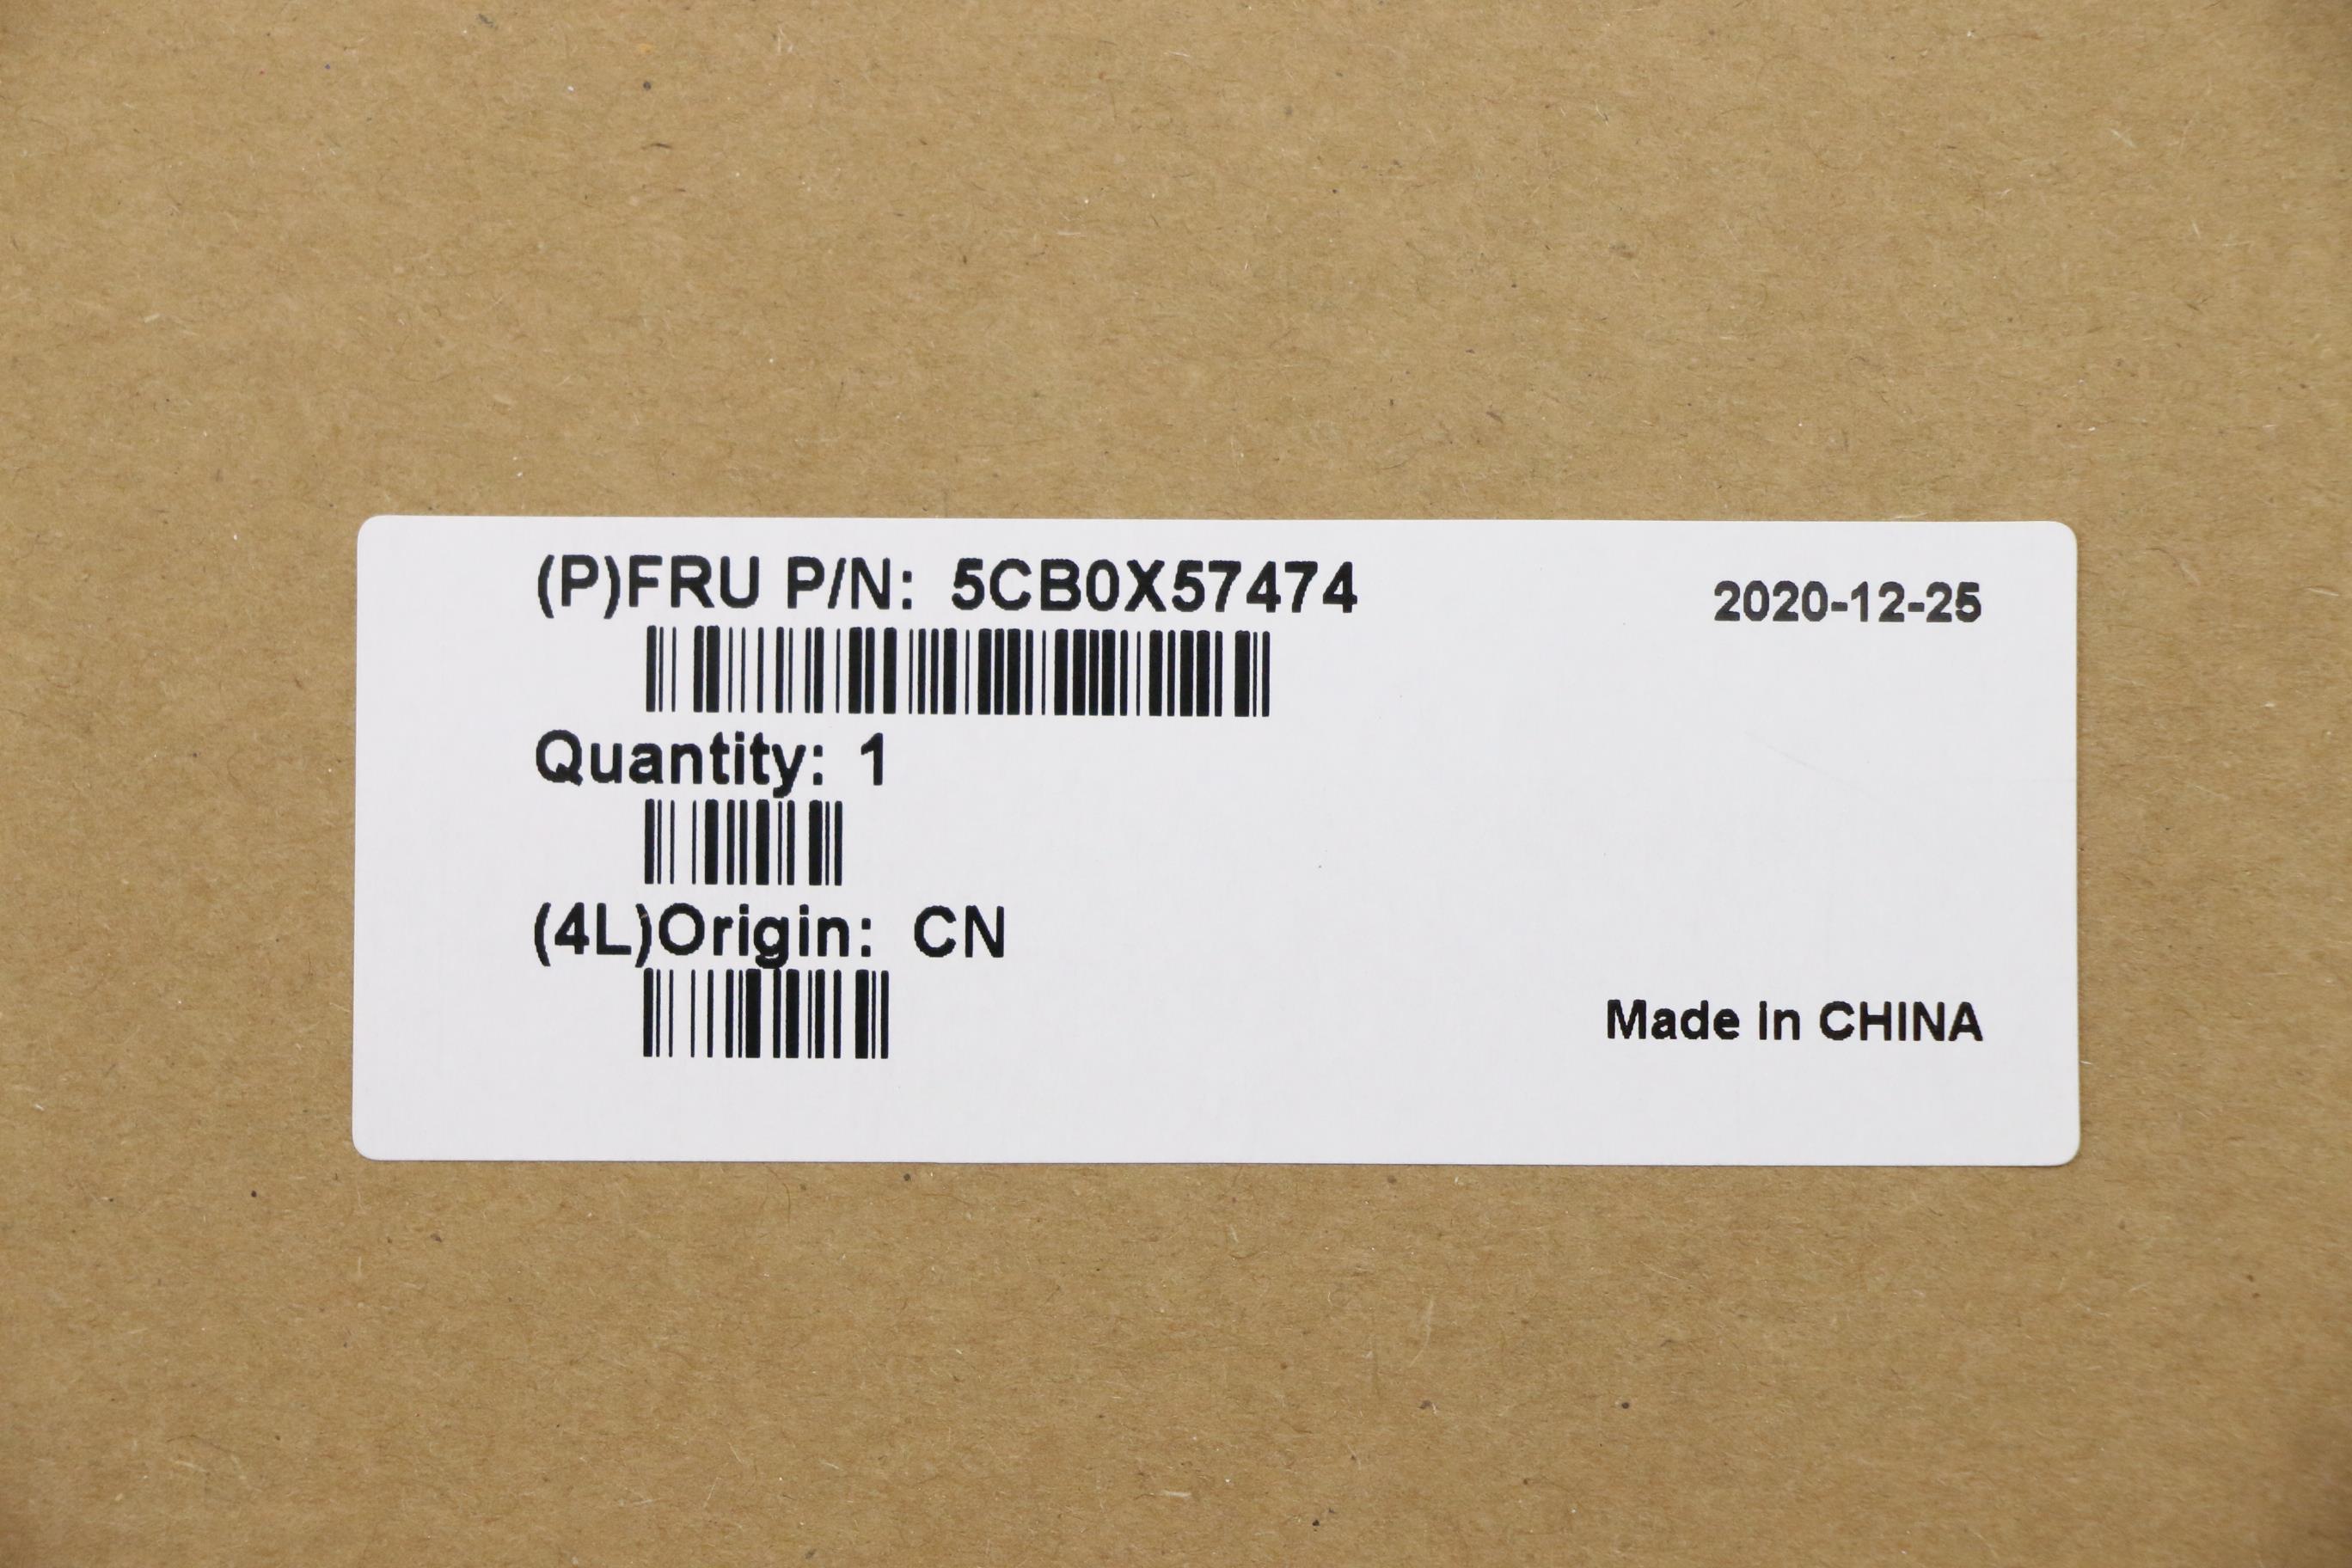 (P)FRU P/N: 5CB0X57474
2020-12-25
Quantity: 1
(4L)Origin: CN
Made in CHINA